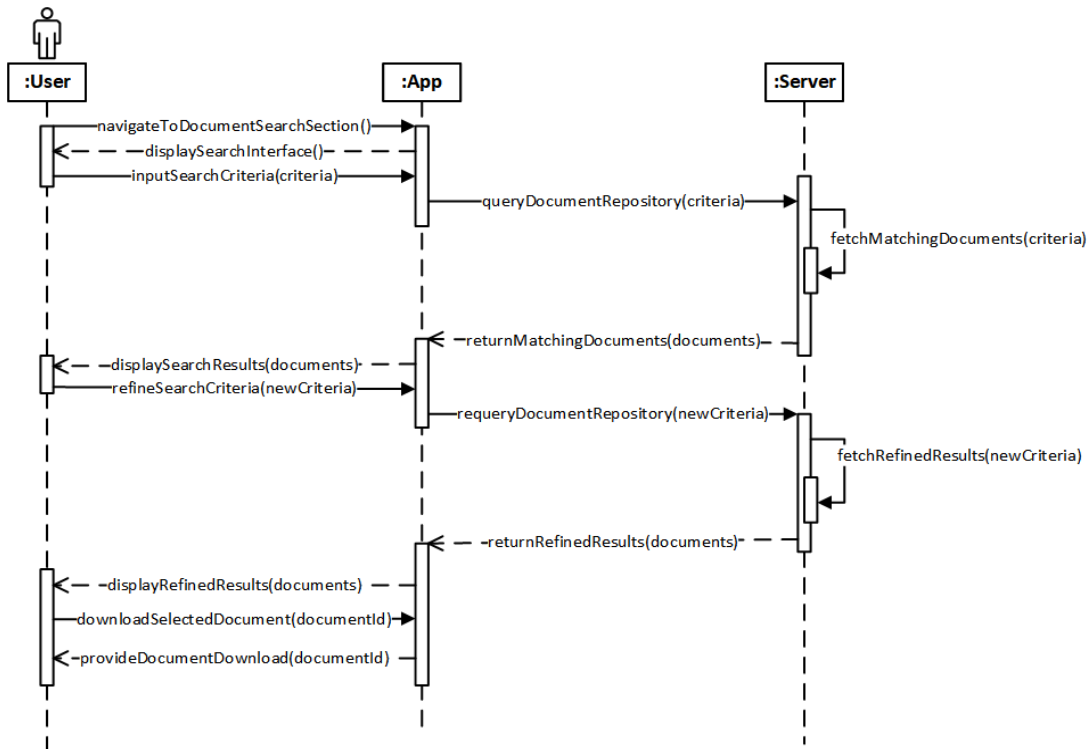 :User
:App
:Server
navigateToDocumentSearchSection()
displaySearchInterface()
inputSearchCriteria(criteria)
queryDocumentRepository(criteria)
fetchMatchingDocuments(criteria)
returnMatchingDocuments(documents)
displaySearchResults(documents)
refineSearchCriteria(newCriteria)
requeryDocumentRepository(newCriteria)
fetchRefinedResults(newCriteria)
returnRefinedResults(documents)
displayRefinedResults(documents)
downloadSelectedDocument(documentId)
provideDocumentDownload(documentId)